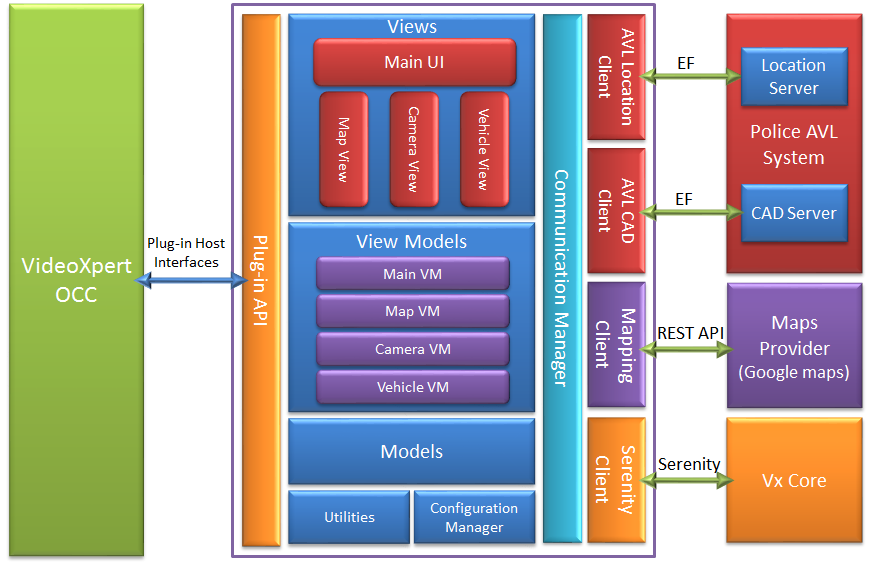 VideoXpert
OCC
Plug-in Host
Interfaces
Plug-in API
Views
Main UI
Map View
Camera View
Vehicle View
View Models
Main VM
Map VM
Camera VM
Vehicle VM
Models
Utilities
Configuration
Manager
Communication Manager
AVL Location
Client
AVL CAD
Client
Mapping
Client
Serenity
Client
EF
EF
REST API
Serenity
Location
Server
Police AVL
System
CAD Server
Maps
Provider
(Google maps)
Vx Core